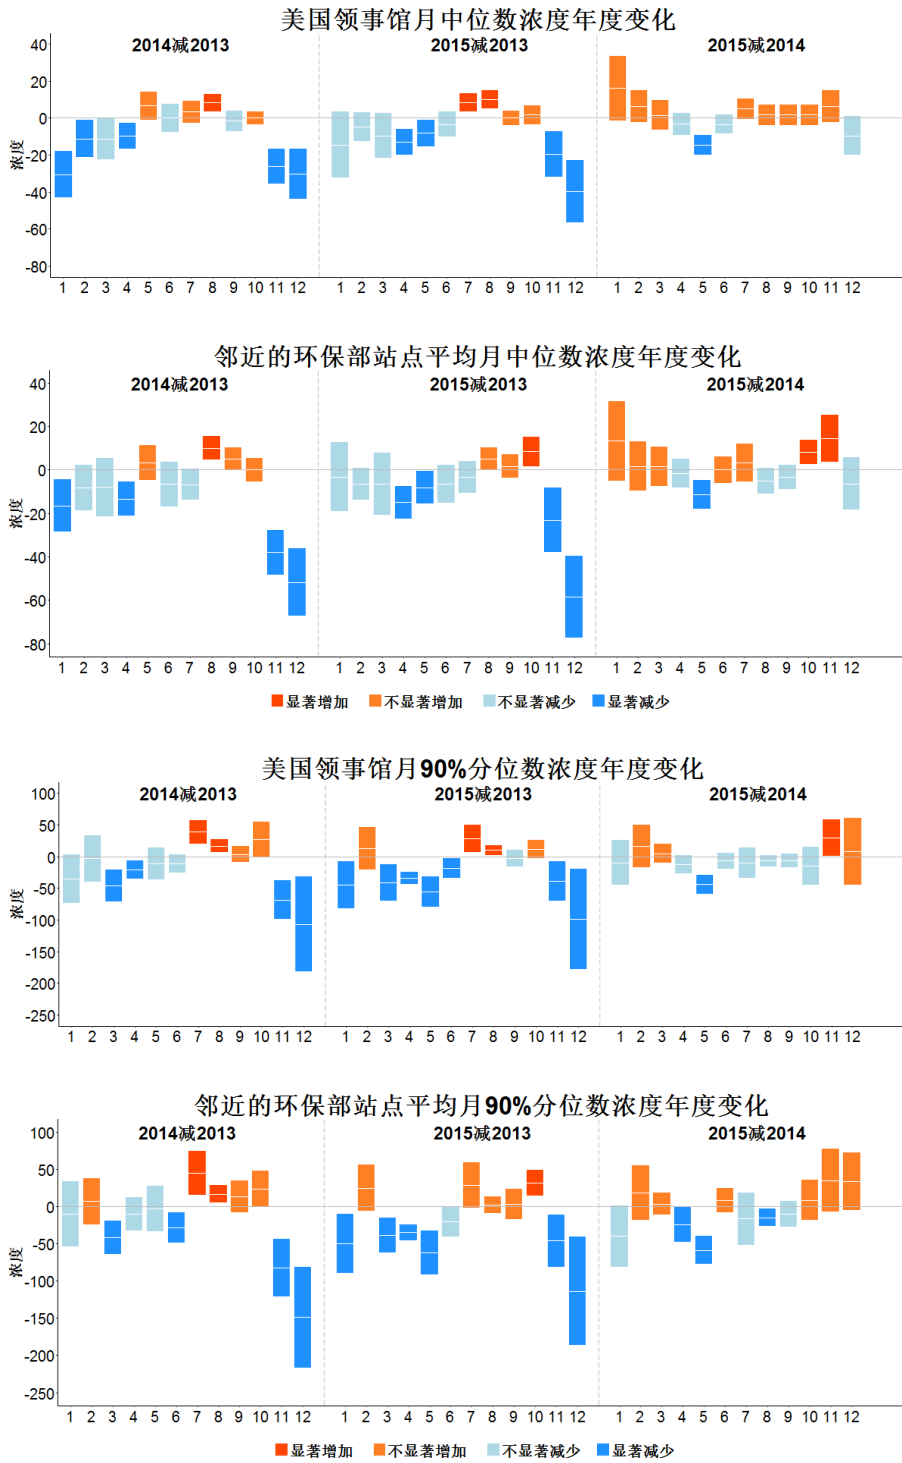 美国领事馆月中位数浓度年度变化
2014减2013 2015减2013 2015减2014
40
20
0
-20
-40
-60
-80
浓度
1 2 3 4 5 6 7 8 9 10 11 12 1 2 3 4 5 6 7 8 9 10 11 12 1 2 3 4 5 6 7 8 9 10 11 12
邻近的环保部站点平均月中位数浓度年度变化
2014减2013 2015减2013 2015减2014
40
20
0
-20
-40
-60
-80
浓度
1 2 3 4 5 6 7 8 9 10 11 12 1 2 3 4 5 6 7 8 9 10 11 12 1 2 3 4 5 6 7 8 9 10 11 12
显著增加 不显著增加 不显著减少 显著减少
美国领事馆月90%分位数浓度年度变化
2014减2013 2015减2013 2015减2014
100
50
0
-50
-100
-150
-200
-250
浓度
1 2 3 4 5 6 7 8 9 10 11 12 1 2 3 4 5 6 7 8 9 10 11 12 1 2 3 4 5 6 7 8 9 10 11 12
邻近的环保部站点平均月90%分位数浓度年度变化
2014减2013 2015减2013 2015减2014
100
50
0
-50
-100
-150
-200
-250
浓度
1 2 3 4 5 6 7 8 9 10 11 12 1 2 3 4 5 6 7 8 9 10 11 12 1 2 3 4 5 6 7 8 9 10 11 12
显著增加 不显著增加 不显著减少 显著减少